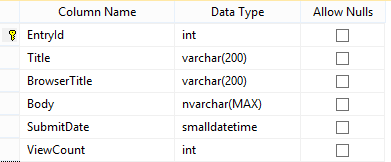 Column Name Data Type Allow Nulls
EntryId int
Title varchar(200)
BrowserTitle varchar(200)
Body nvarchar(MAX)
SubmitDate smalldatetime
ViewCount int